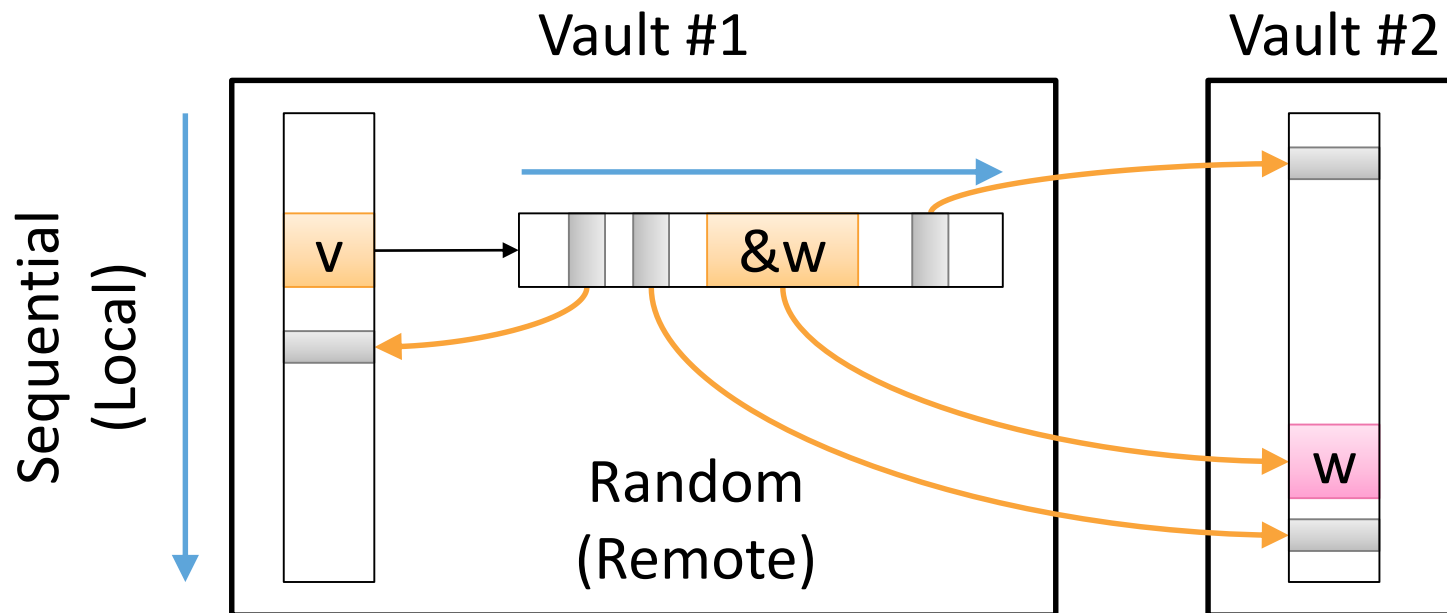 Vault #1
Vault #2
Sequential
(Local)
v
&w
w
Random
(Remote)